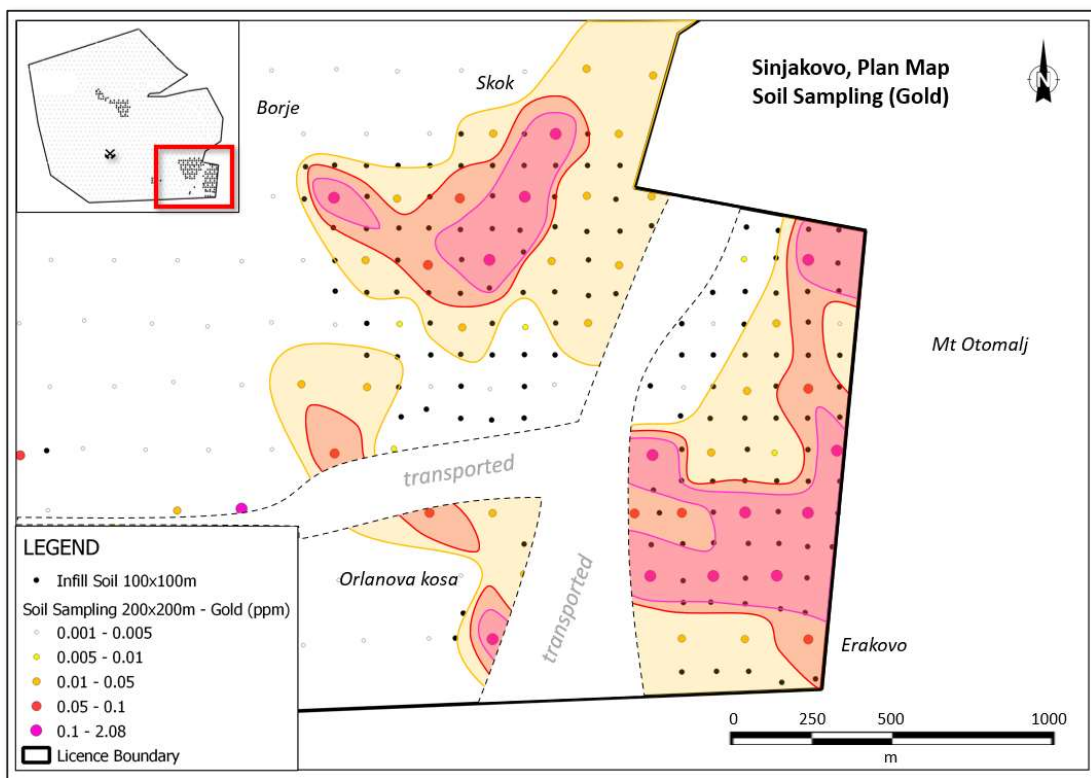 Sinjakovo, Plan Map
Soil Sampling (Gold)
N
Skok
Borje
Mt Otomalj
transported
Orlanova kosa
transported
Erakovo
LEGEND
Infill Soil 100x100m
Soil Sampling 200x200m - Gold (ppm)
0.001 - 0.005
0.005 - 0.01
0.01 - 0.05
0.05 - 0.1
0.1 - 2.08
Licence Boundary
0 250 500 1000
m